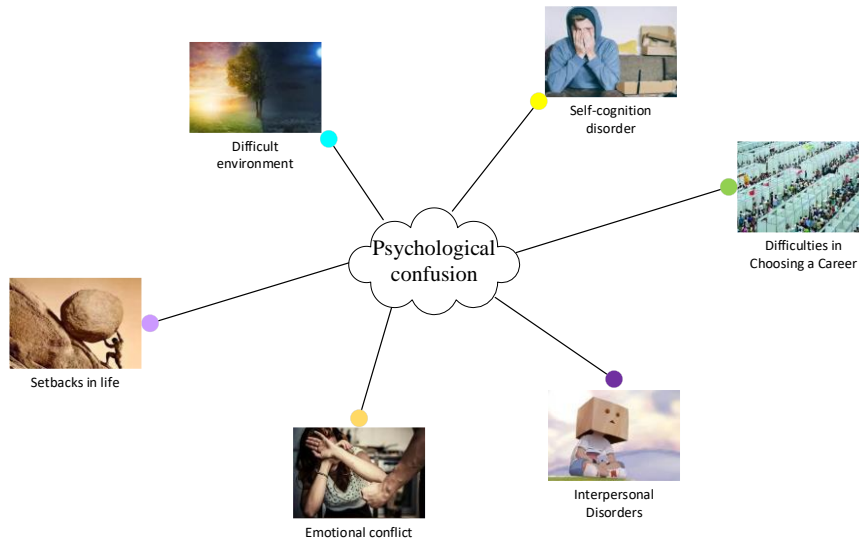 Self-cognition
disorder
Difficult
environment
Difficulties in
Choosing a Career
Psychological
confusion
Setbacks in life
Interpersonal
Disorders
Emotional conflict